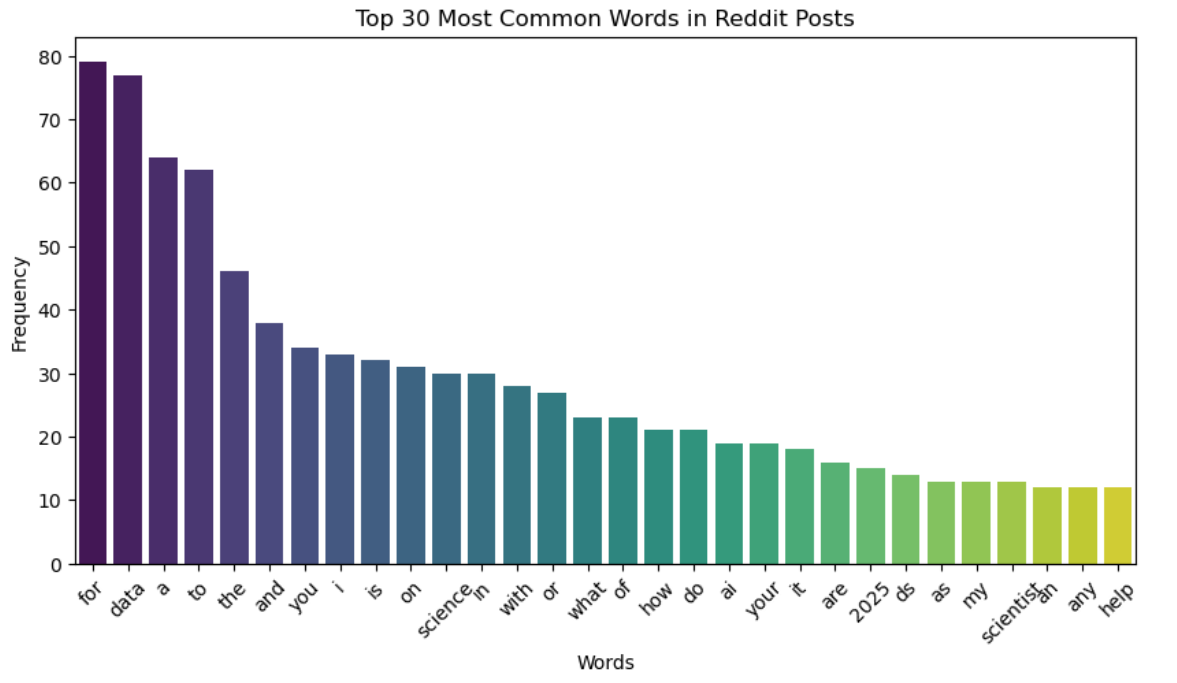 Top 30 Most Common Words in Reddit Posts
80
70
60
50
40
30
20
10
0
Frequency
for data a to the and you i is on science in with or what of how do ai your it are 2025 ds as my scientist an any help
Words